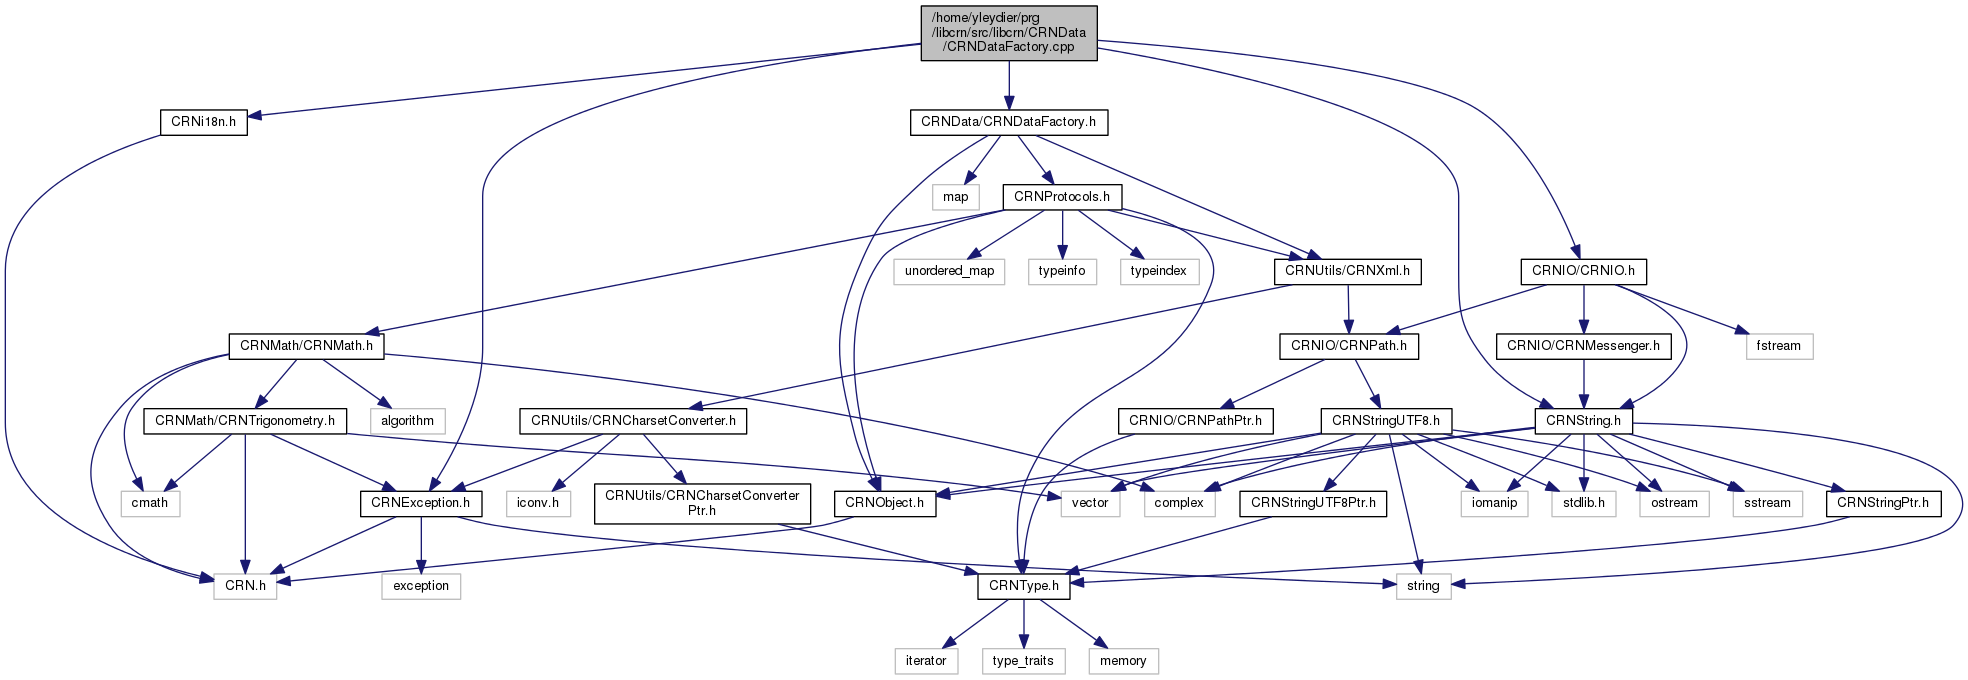 /home/yleydier/prg
/libcrn/src/libcrn/CRNData
/CRNDataFactory.cpp
CRNi18n.h
CRNData/CRNDataFactory.h
map
CRNProtocols.h
unordered_map
typeinfo
typeindex
CRNUtils/CRNXml.h
CRNIO/CRNIO.h
CRNMath/CRNMath.h
CRNIO/CRNPath.h
CRNIO/CRNMessenger.h
fstream
CRNMath/CRNTrigonometry.h
algorithm
CRNUtils/CRNCharsetConverter.h
CRNIO/CRNPathPtr.h
CRNStringUTF8.h
CRNString.h
cmath
CRNException.h
iconv.h
CRNUtils/CRNCharsetConverter
Ptr.h
CRNObject.h
vector
complex
CRNStringUTF8Ptr.h
iomanip
stdlib.h
ostream
sstream
CRNStringPtr.h
CRN.h
exception
CRNType.h
string
iterator
type_traits
memory